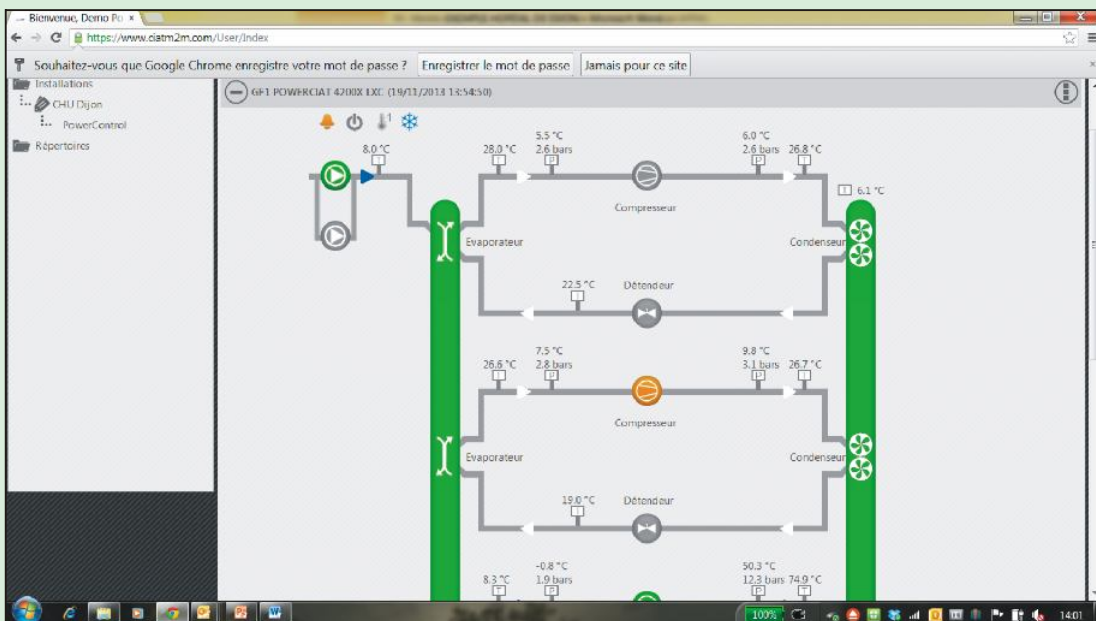 Bienvenue, Demo Po ×
https://www.ciatm2m.com/User/Index
Souhaitez-vous que Google Chrome enregistre votre mot de passe ? Enregistrer le mot de passe Jamais pour ce site
Installations
CHU Dijon
PowerControl
Répertoires
GF1 POWERCIAT 4200X LXC (19/11/2013 13:54:50)
8.0 °C
T
28.0 °C
T
5.5 °C
2.6 bars
P
6.0 °C
2.6 bars
P
26.8 °C
T
T 6.1 °C
Compresseur
Evaporateur
Condenseur
22.5 °C
T
Détendeur
26.6 °C
T
7.5 °C
2.8 bars
P
9.8 °C
3.1 bars
P
26.7 °C
T
Compresseur
Evaporateur
Condenseur
19.0 °C
T
Détendeur
8.3 °C
T
-0.8 °C
1.9 bars
P
50.3 °C
12.3 bars
P
74.9 °C
T
100%
14:01